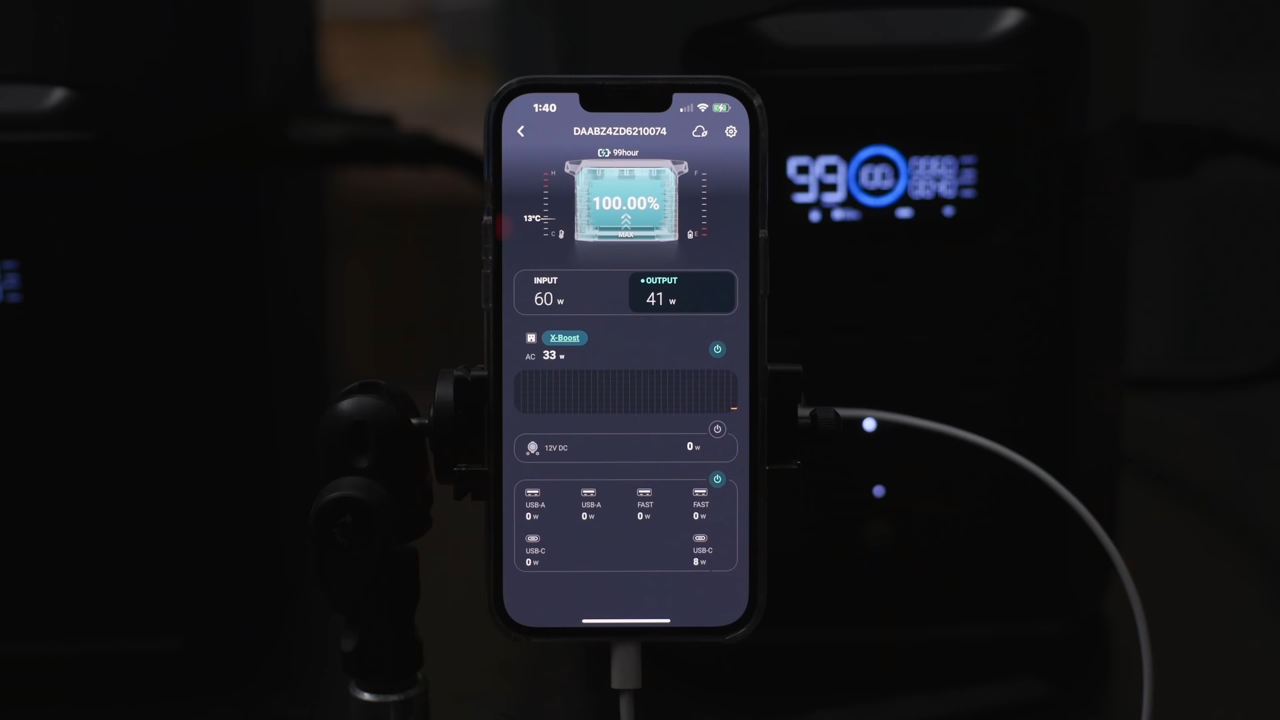 1:40
DAABZ4ZD6210074
99hour
H
F
100.00%
13°C
C
MAX
E
INPUT
OUTPUT
60 w
41 w
X-Boost
AC 33 w
12V DC
0 w
USB-A
USB-A
FAST
FAST
0 w
0 w
0 w
0 w
USB-C
USB-C
0 w
8 w
99